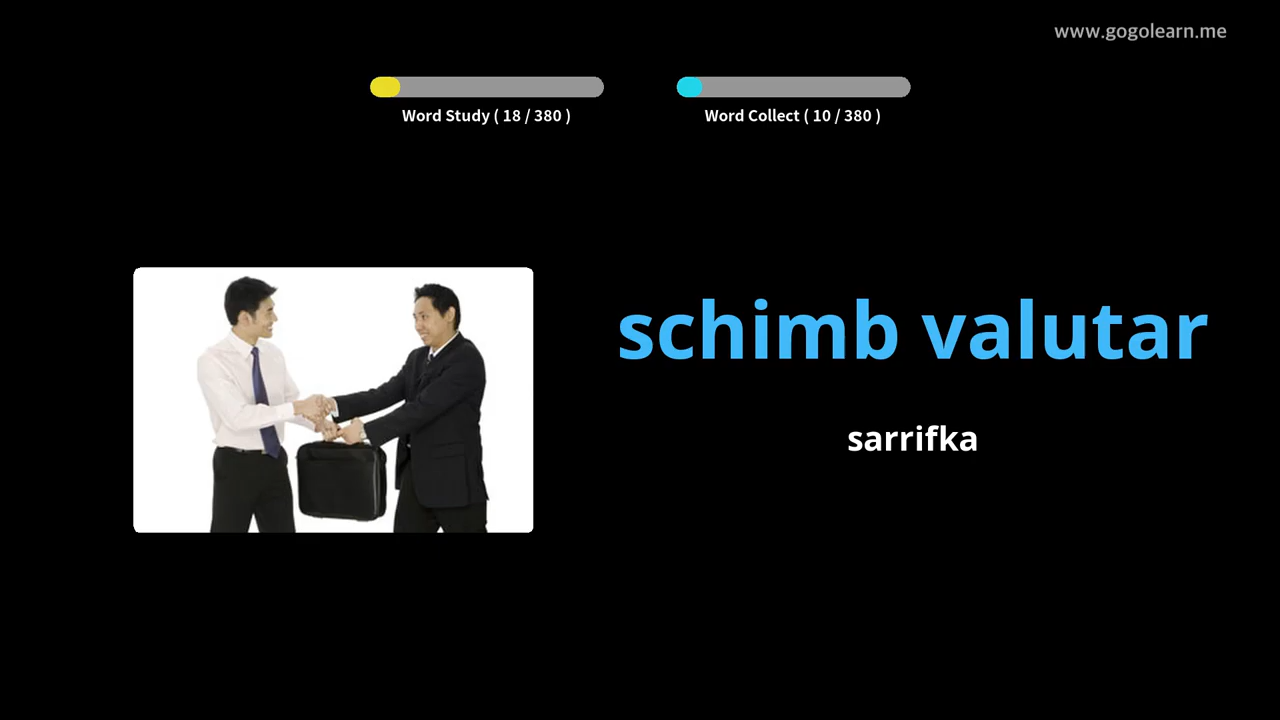 www.gogolearn.me
Word Study ( 18 / 380 )
Word Collect ( 10 / 380 )
schimb valutar
sarrifka